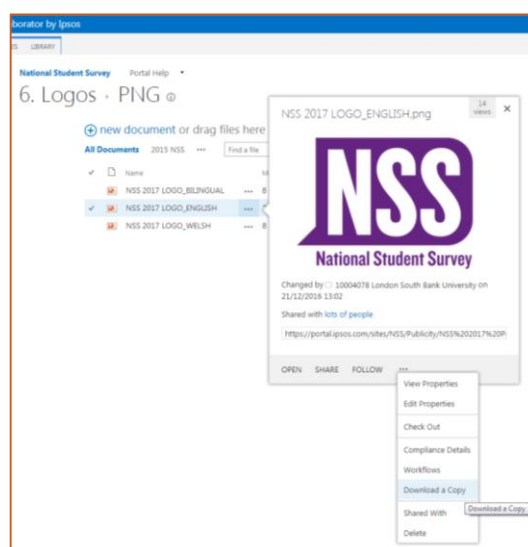 borator by Ipsos
LIBRARY
National Student Survey Portal Help
6. Logos · PNG
new document or drag files here
All Documents 2015 NSS ••• Find a file
Name
NSS 2017 LOGO_BILINGUAL ••• 8
NSS 2017 LOGO_ENGLISH •••
NSS 2017 LOGO_WELSH ••• 8
NSS 2017 LOGO_ENGLISH.png
14
views
NSS
National Student Survey
Changed by 10004078 London South Bank University on
21/12/2016 13:02
Shared with lots of people
https://portal.ipsos.com/sites/NSS/Publicity/NSS%202017%20P
OPEN SHARE FOLLOW •••
View Properties
Edit Properties
Check Out
Compliance Details
Workflows
Download a Copy
Download a Copy
Shared With
Delete